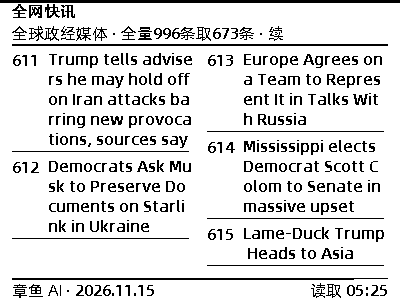 全网快讯
全球政经媒体 · 全量996条取673条 · 续
611 Trump tells advise
rs he may hold off
on Iran attacks ba
rring new provoca
tions, sources say
612 Democrats Ask Mu
sk to Preserve Do
cuments on Starli
nk in Ukraine
613 Europe Agrees on
a Team to Repres
ent It in Talks Wit
h Russia
614 Mississippi elects
Democrat Scott C
olom to Senate in
massive upset
615 Lame-Duck Trump
Heads to Asia
章鱼 AI · 2026.11.15
读取 05:25